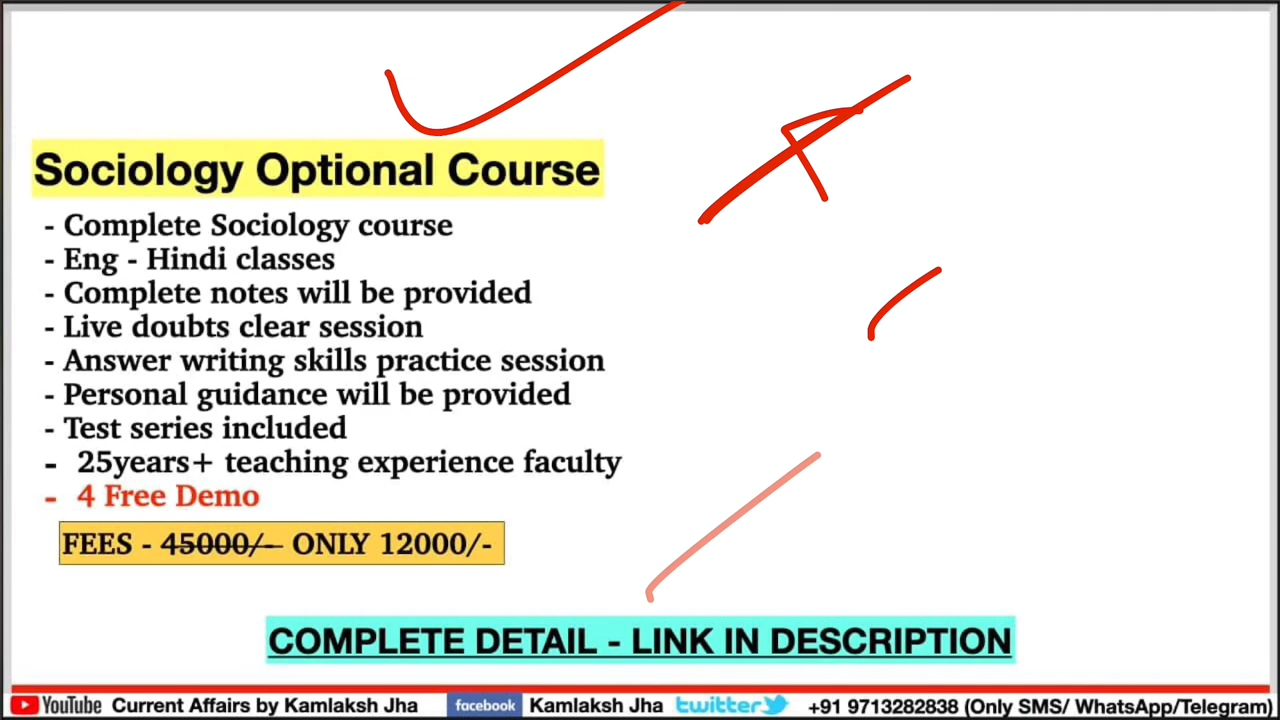 Sociology Optional Course
- Complete Sociology course
- Eng - Hindi classes
- Complete notes will be provided
- Live doubts clear session
- Answer writing skills practice session
- Personal guidance will be provided
- Test series included
- 25years+ teaching experience faculty
- 4 Free Demo
FEES - 45000/- ONLY 12000/-
COMPLETE DETAIL - LINK IN DESCRIPTION
YouTube Current Affairs by Kamlaksh Jha facebook Kamlaksh Jha twitter +91 9713282838 (Only SMS/ WhatsApp/Telegram)